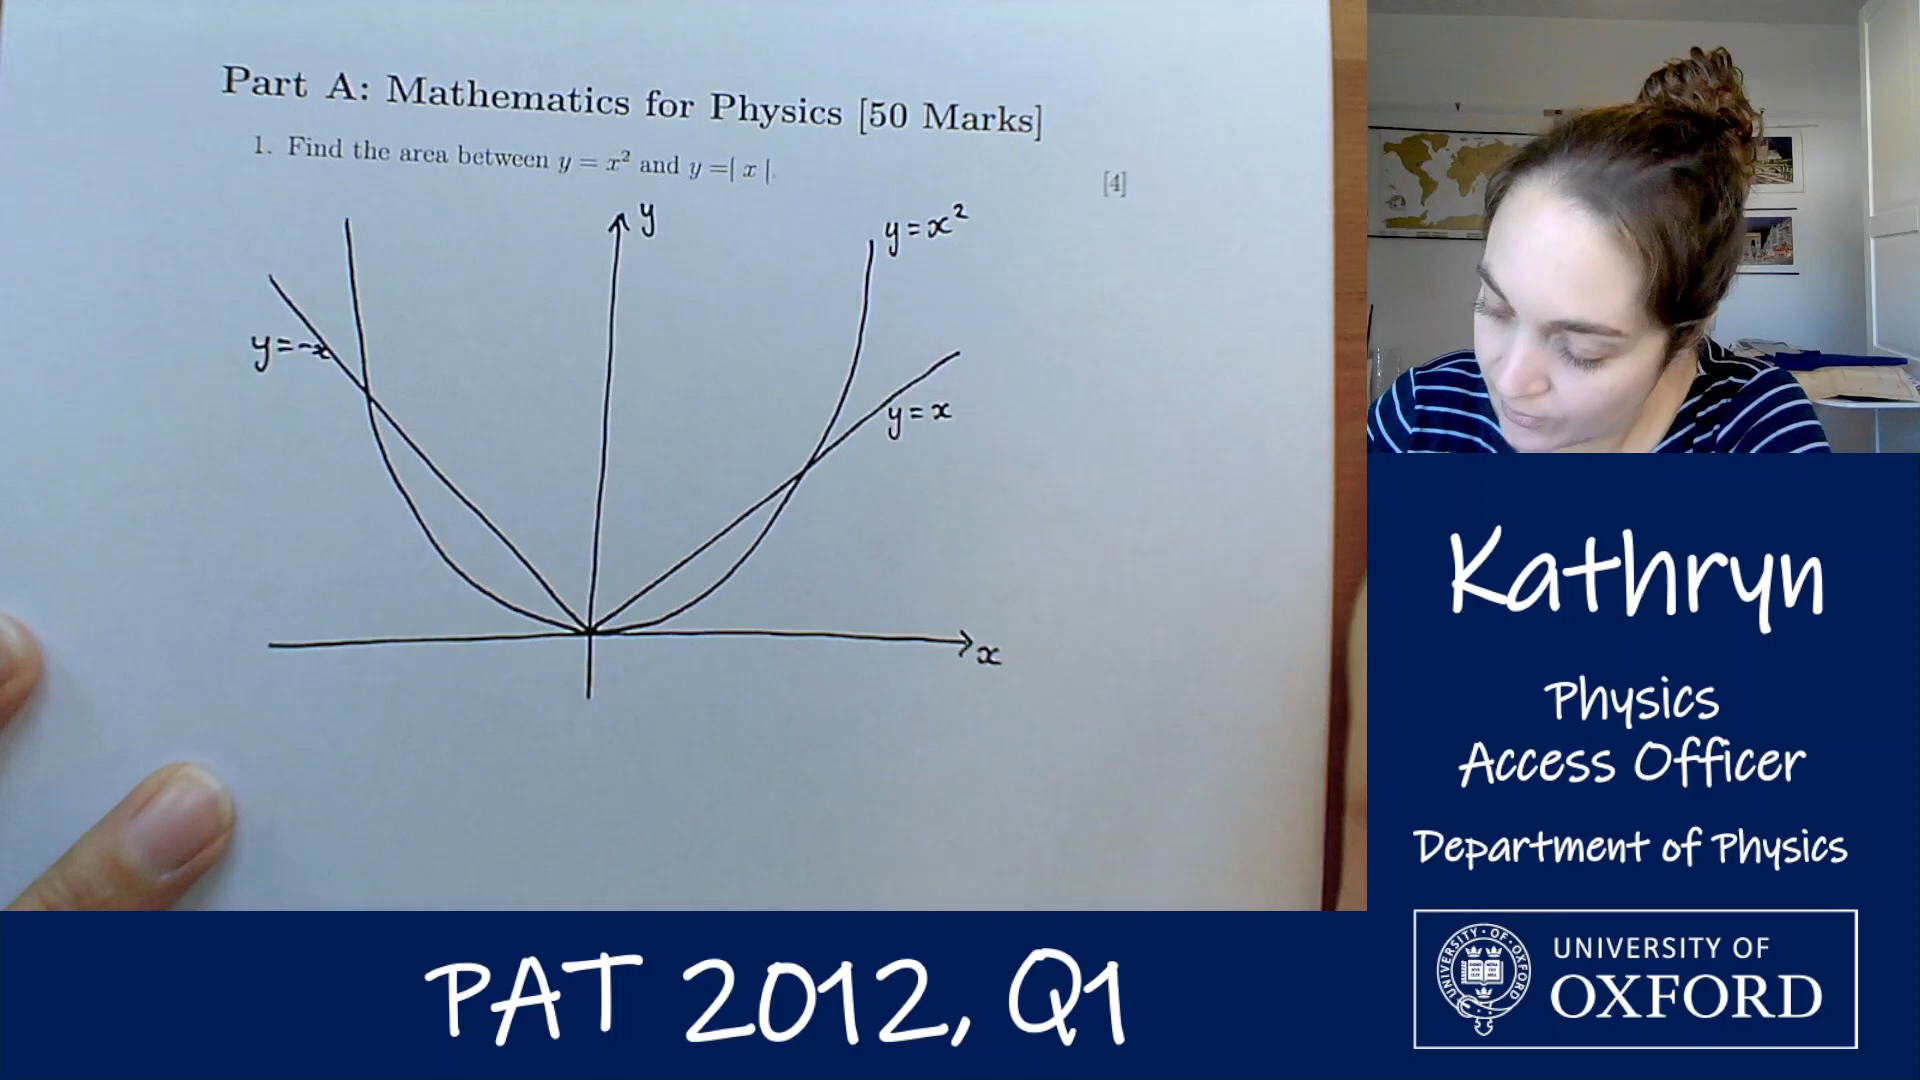 Part A: Mathematics for Physics [50 Marks]
1. Find the area between y = x² and y =| x |.
[4]
y
y = x²
y = -x
y = x
x
Kathryn
Physics
Access Officer
Department of Physics
UNIVERSITY OF
OXFORD
PAT 2012, Q1